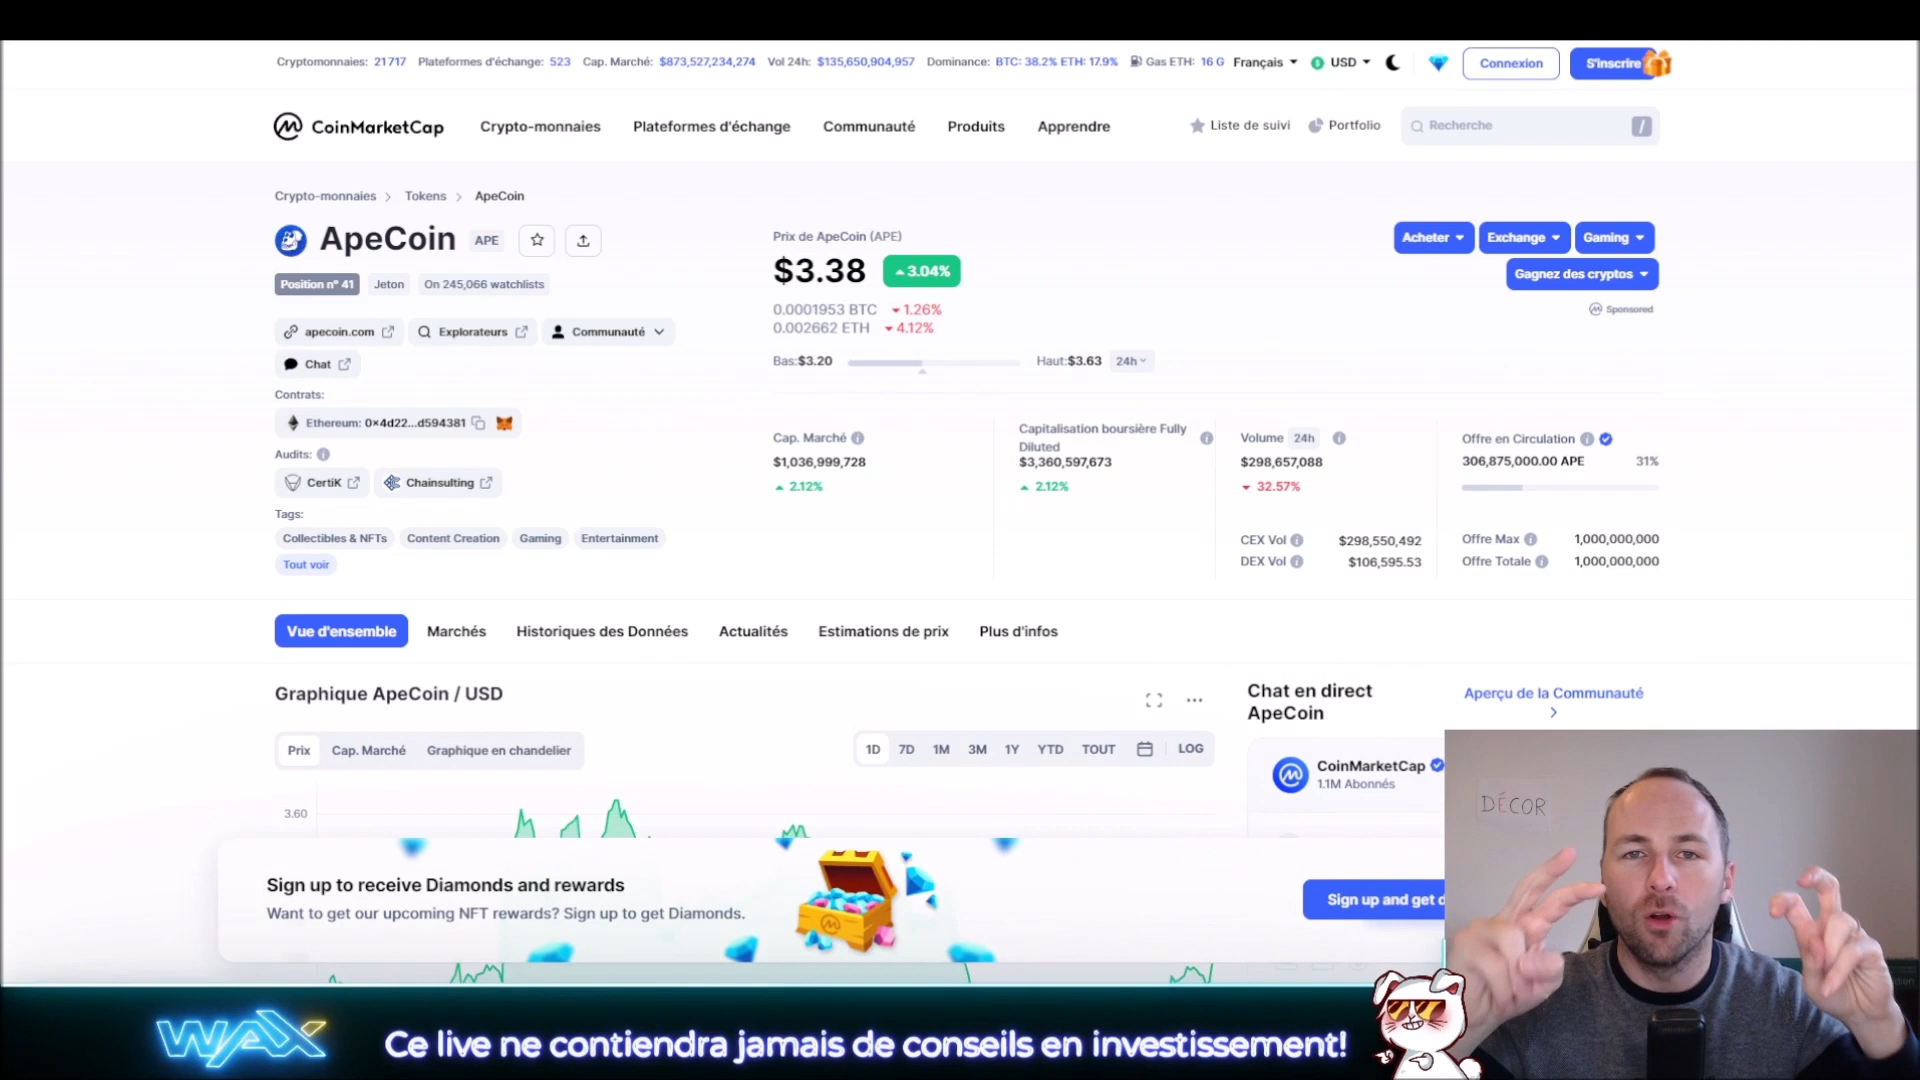 Cryptomonnaies: 21 717 Plateformes d'échange: 523 Cap. Marché: $873,527,234,274 Vol 24h: $135,650,904,957 Dominance: BTC: 38.2% ETH: 17.9% Gas ETH: 16 G Français USD Connexion S'inscrire
CoinMarketCap Crypto-monnaies Plateformes d'échange Communauté Produits Apprendre Liste de suivi Portfolio Recherche /
Crypto-monnaies > Tokens > ApeCoin
ApeCoin APE
Position n° 41 Jeton On 245,066 watchlists
apecoin.com Explorateurs Communauté
Chat
Contrats:
Ethereum: 0x4d22...d594381
Audits:
CertiK Chainsulting
Tags:
Collectibles & NFTs Content Creation Gaming Entertainment
Tout voir
Prix de ApeCoin (APE)
$3.38 3.04%
0.0001953 BTC 1.26%
0.002662 ETH 4.12%
Bas:$3.20 Haut:$3.63 24h
Acheter Exchange Gaming
Gagnez des cryptos
Sponsored
Cap. Marché
$1,036,999,728
2.12%
Capitalisation boursière Fully
Diluted
$3,360,597,673
2.12%
Volume 24h
$298,657,088
32.57%
CEX Vol $298,550,492
DEX Vol $106,595.53
Offre en Circulation
306,875,000.00 APE 31%
Offre Max 1,000,000,000
Offre Totale 1,000,000,000
Vue d'ensemble Marchés Historiques des Données Actualités Estimations de prix Plus d'infos
Graphique ApeCoin / USD
Prix Cap. Marché Graphique en chandelier 1D 7D 1M 3M 1Y YTD TOUT LOG
3.60
Chat en direct
ApeCoin
Aperçu de la Communauté
CoinMarketCap
1.1M Abonnés
DÉCOR
Sign up to receive Diamonds and rewards
Want to get our upcoming NFT rewards? Sign up to get Diamonds.
Sign up and get
WAX
Ce live ne contiendra jamais de conseils en investissement!